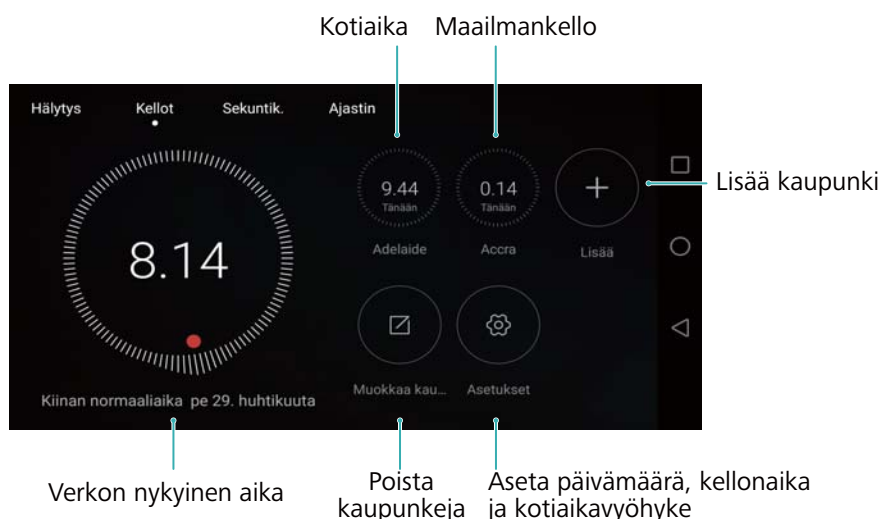 Kotiaika
Maailmankello
Hälytys
Kellot
Sekuntik.
Ajastin
8.14
Kiinan normaaliaika pe 29. huhtikuuta
9.44
Tänään
Adelaide
0.14
Tänään
Accra
Lisää
Lisää kaupunki
Muokkaa kau...
Asetukset
Verkon nykyinen aika
Poista
kaupunkeja
Aseta päivämäärä, kellonaika
ja kotiaikavyöhyke